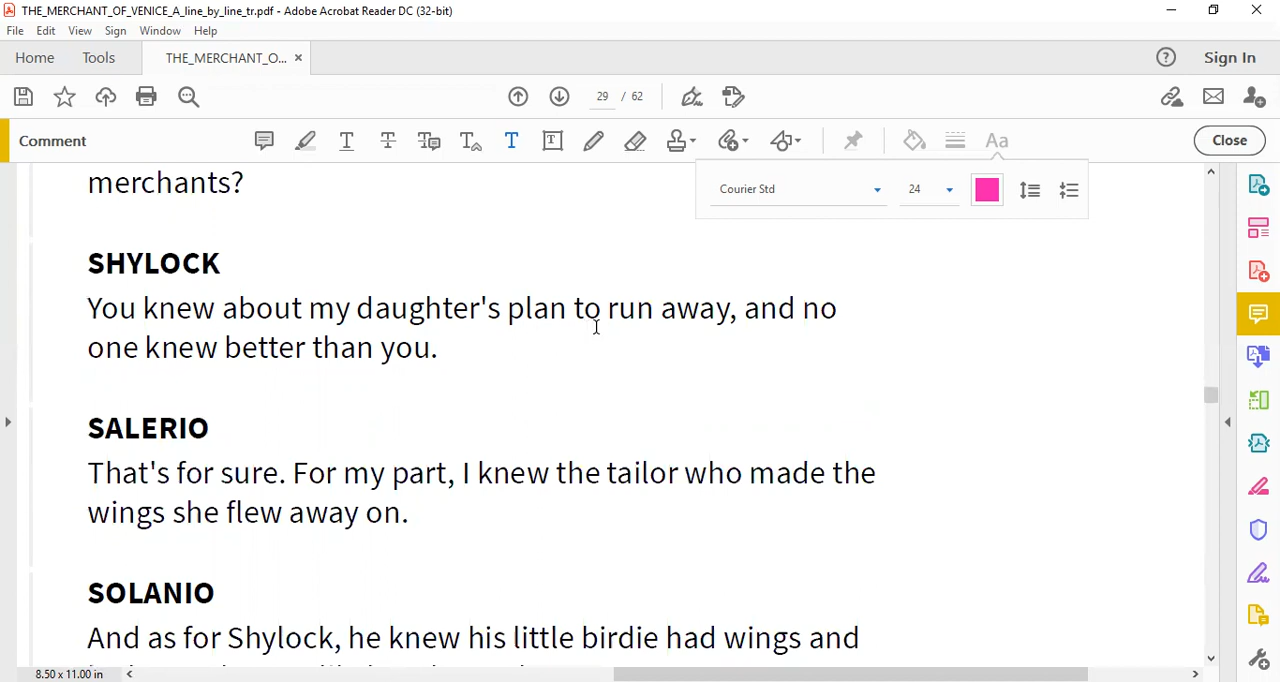 THE_MERCHANT_OF_VENICE_A_line_by_line_tr.pdf - Adobe Acrobat Reader DC (32-bit)
File Edit View Sign Window Help
Home Tools THE_MERCHANT_O... × Sign In
29 / 62
Comment Close
Courier Std 24
merchants?
SHYLOCK
You knew about my daughter's plan to run away, and no
one knew better than you.
SALERIO
That's for sure. For my part, I knew the tailor who made the
wings she flew away on.
SOLANIO
And as for Shylock, he knew his little birdie had wings and
8.50 x 11.00 in